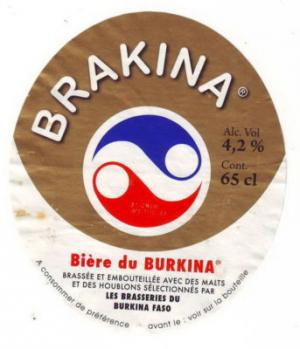 BRAKINA®
Alc. Vol
4,2 %
Cont.
65 cl
Bière du BURKINA®
BRASSÉE ET EMBOUTEILLÉE AVEC DES MALTS
ET DES HOUBLONS SÉLECTIONNÉS PAR
LES BRASSERIES DU
BURKINA FASO
A consommer de préférence avant le : voir sur la bouteille